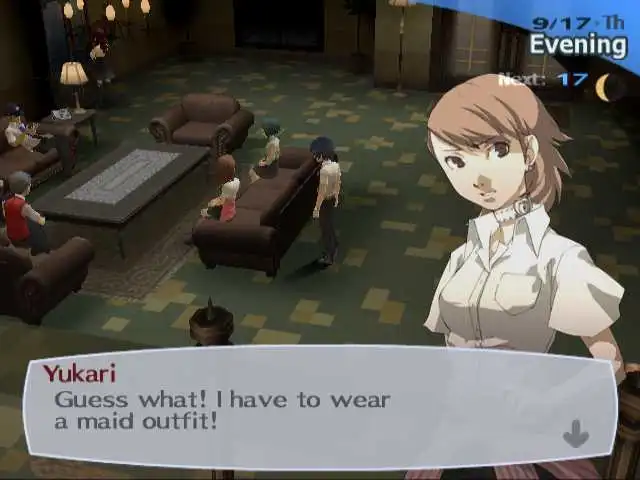 9/17 · Th
Evening
Next: 17
Yukari
Guess what! I have to wear
a maid outfit!